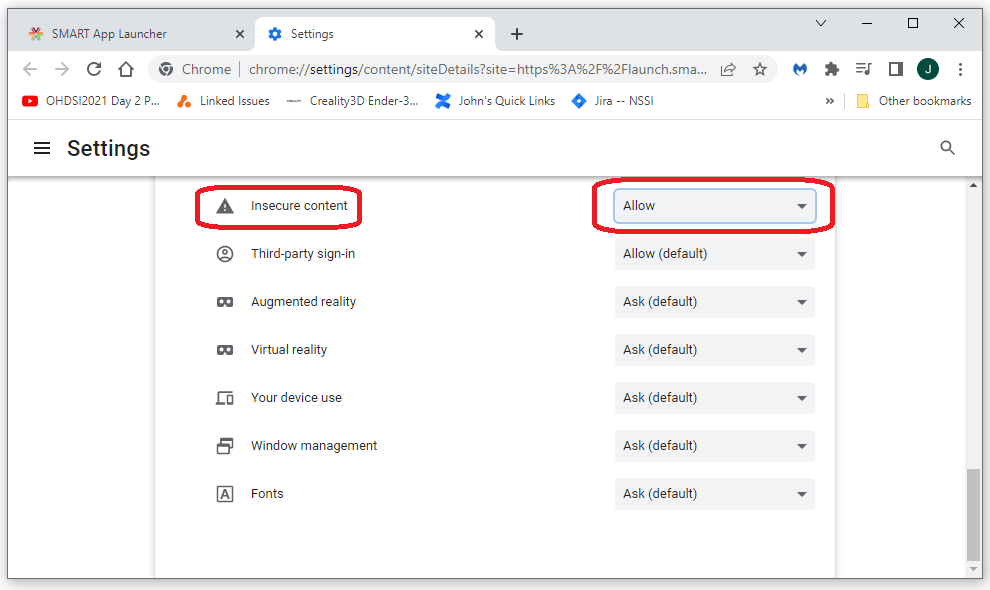 SMART App Launcher
Settings
Chrome chrome://settings/content/siteDetails?site=https%3A%2F%2Flaunch.sma...
J
OHDSI2021 Day 2 P... Linked Issues Creality3D Ender-3... John's Quick Links Jira -- NSSI » Other bookmarks
Settings
Insecure content Allow
Third-party sign-in Allow (default)
Augmented reality Ask (default)
Virtual reality Ask (default)
Your device use Ask (default)
Window management Ask (default)
A Fonts Ask (default)